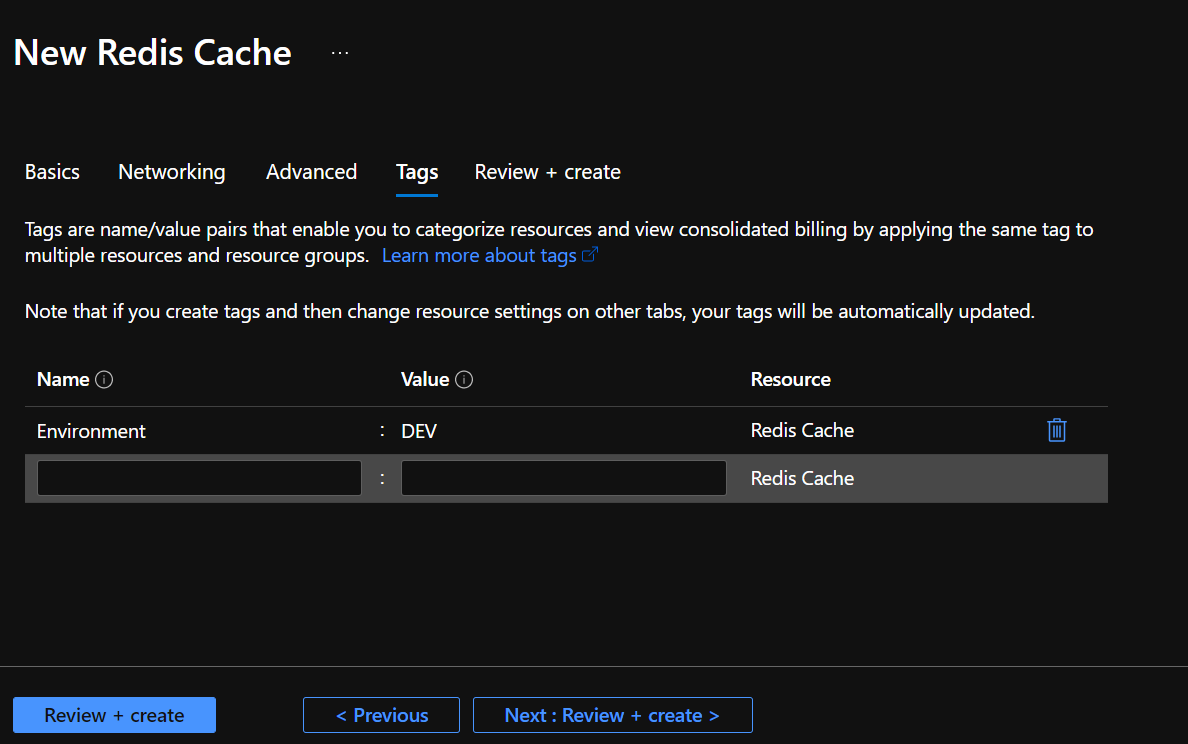 New Redis Cache ...
Basics Networking Advanced Tags Review + create
Tags are name/value pairs that enable you to categorize resources and view consolidated billing by applying the same tag to
multiple resources and resource groups. Learn more about tags
Note that if you create tags and then change resource settings on other tabs, your tags will be automatically updated.
Name Value Resource
Environment : DEV Redis Cache
: Redis Cache
Review + create < Previous Next : Review + create >